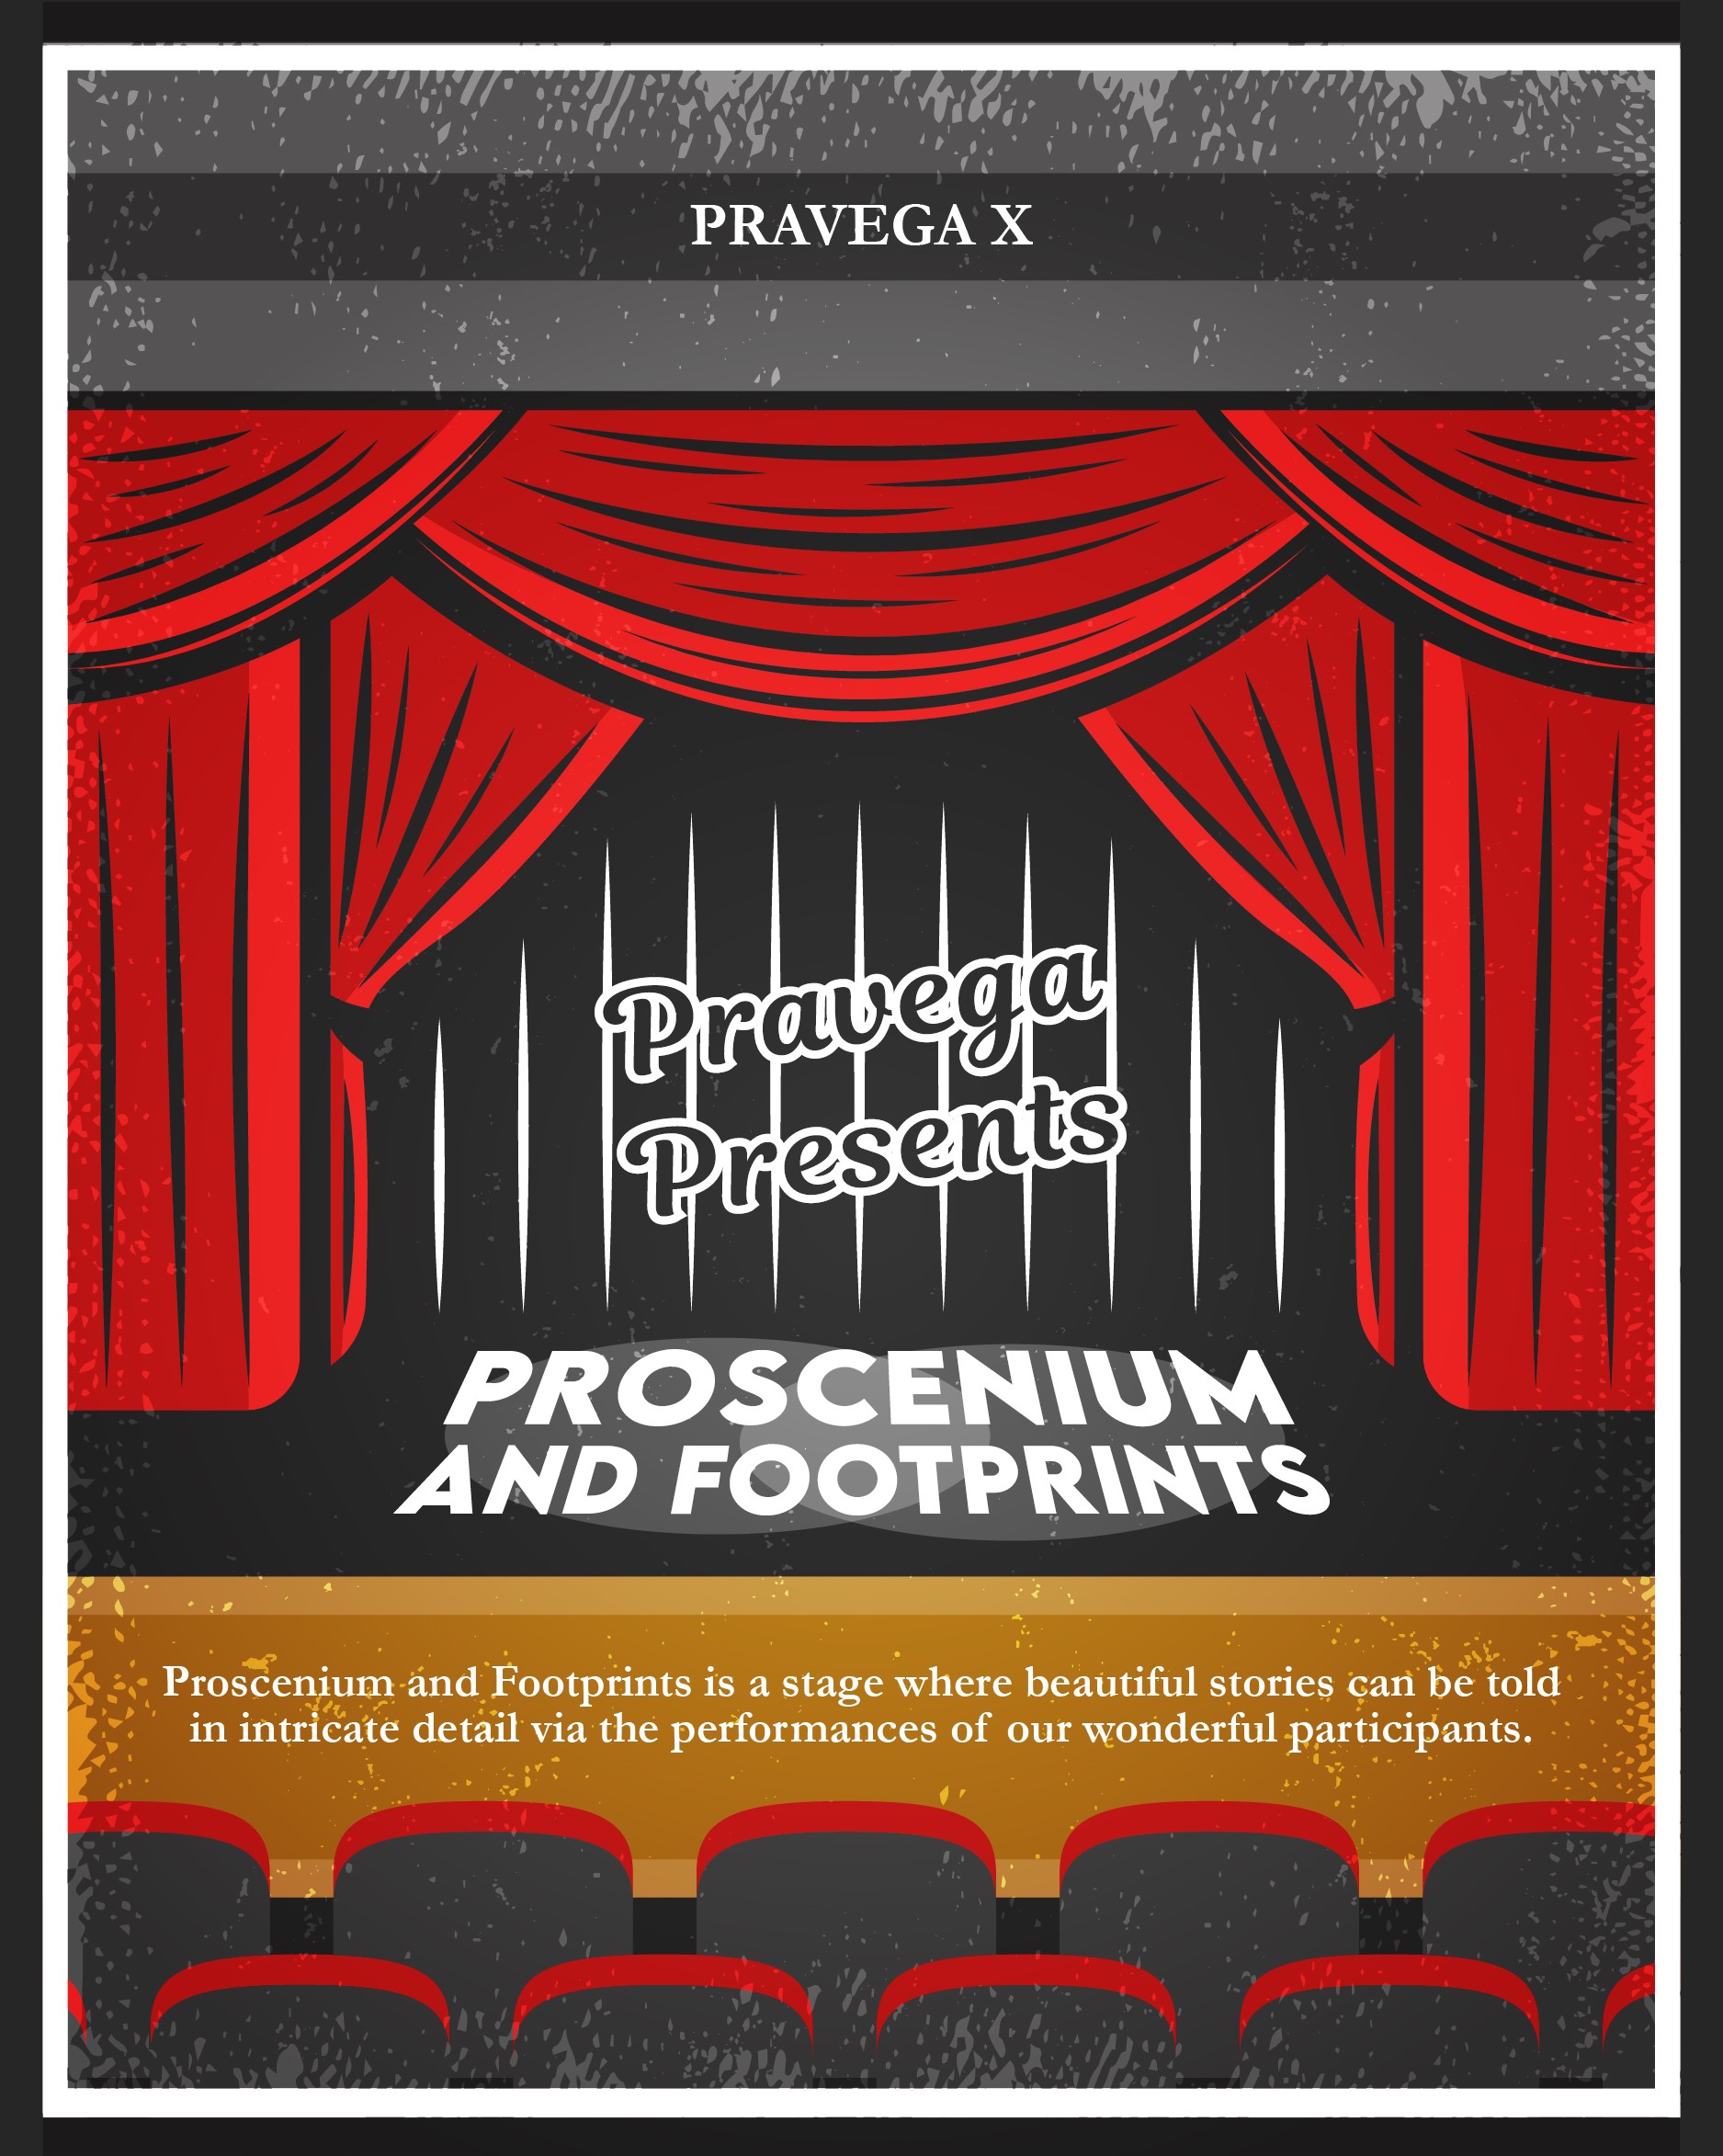 PRAVEGA X
Pravega
Presents
PROSCENIUM
AND FOOTPRINTS
Proscenium and Footprints is a stage where beautiful stories can be told
in intricate detail via the performances of our wonderful participants.